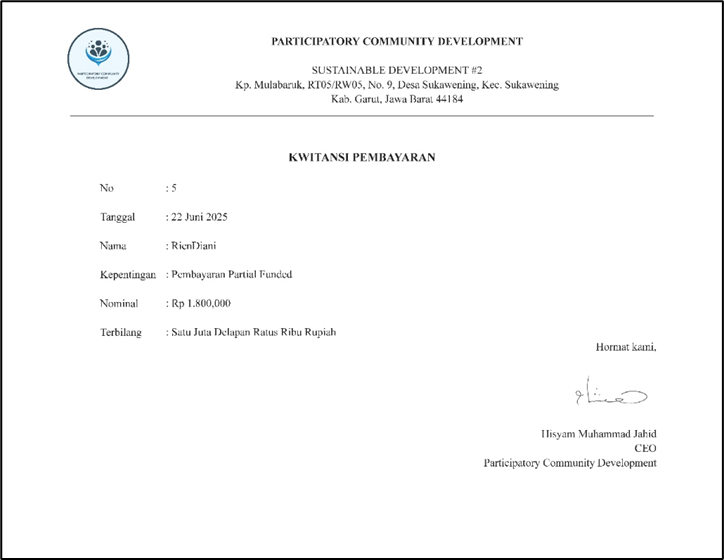 PARTICIPATORY COMMUNITY DEVELOPMENT
SUSTAINABLE DEVELOPMENT #2
Kp. Mulabaruk, RT05/RW05, No. 9, Desa Sukawening, Kec. Sukawening
Kab. Garut, Jawa Barat 44184
PARTICIPATORY COMMUNITY
DEVELOPMENT
KWITANSI PEMBAYARAN
No : 5
Tanggal : 22 Juni 2025
Nama : RienDiani
Kepentingan : Pembayaran Partial Funded
Nominal : Rp 1.800,000
Terbilang : Satu Juta Delapan Ratus Ribu Rupiah
Hormat kami,
Hisyam Muhammad Jahid
CEO
Participatory Community Development